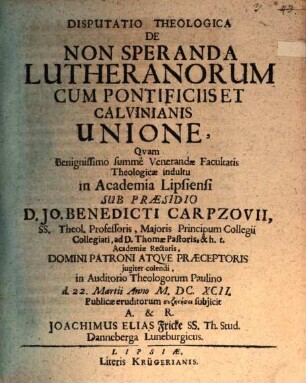 DISPUTATIO THEOLOGICA
DE
NON SPERANDA
LUTHERANORUM
CUM PONTIFICIIS ET
CALVINIANIS
UNIONE,
Qvam
Benignissimo summè Venerandæ Facultatis
Theologicæ indultu
in Academia Lipsiensi
SUB PRÆSIDIO
D. JO. BENEDICTI CARPZOVII,
SS. Theol. Professoris, Majoris Principum Collegii
Collegiati, ad D. Thomæ Pastoris, & h. t.
Academiæ Rectoris,
DOMINI PATRONI ATQVE PRÆCEPTORIS
jugiter colendi,
in Auditorio Theologorum Paulino
d. 22. Martii Anno M. DC. XCII.
Publicæ eruditorum συζητήσει subjicit
A. & R.
JOACHIMUS ELIAS Fricke SS. Th. Stud.
Danneberga Luneburgicus.
LIPSIÆ,
Literis KRÜGERIANIS.